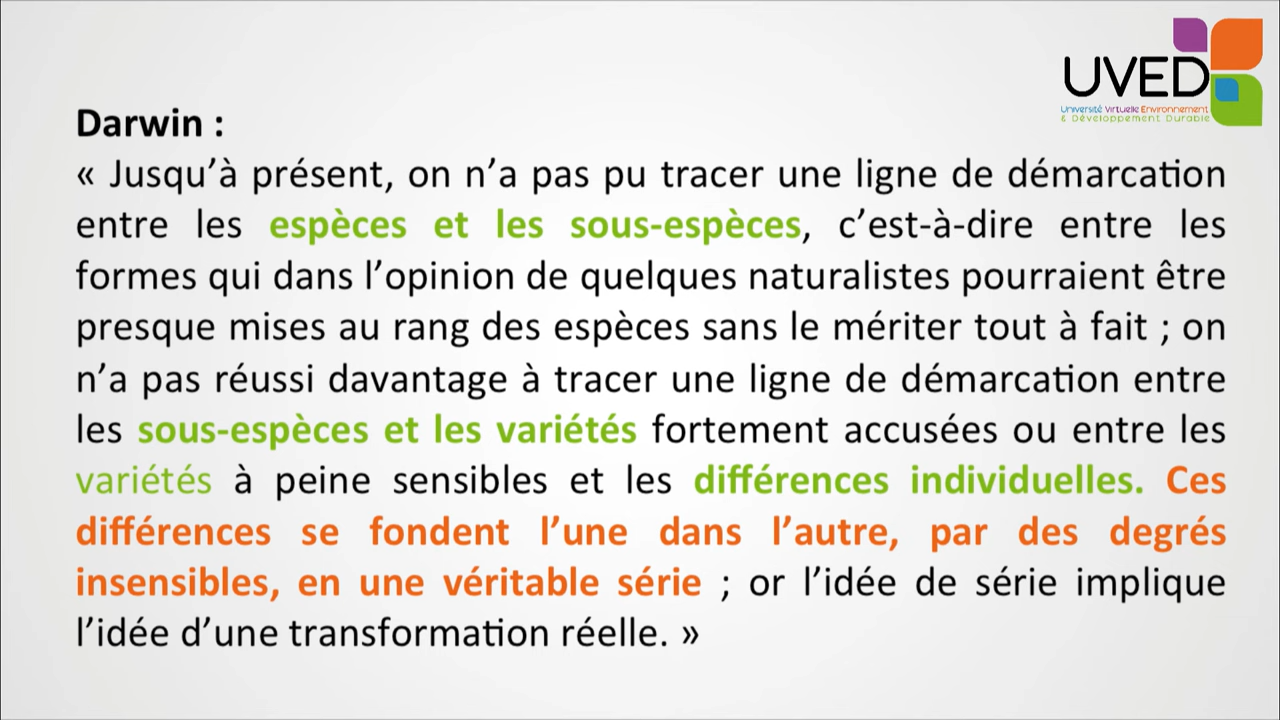 UVED
Université Virtuelle Environnement
& Développement Durable
Darwin :
« Jusqu’à présent, on n’a pas pu tracer une ligne de démarcation
entre les espèces et les sous-espèces, c’est-à-dire entre les
formes qui dans l’opinion de quelques naturalistes pourraient être
presque mises au rang des espèces sans le mériter tout à fait ; on
n’a pas réussi davantage à tracer une ligne de démarcation entre
les sous-espèces et les variétés fortement accusées ou entre les
variétés à peine sensibles et les différences individuelles. Ces
différences se fondent l’une dans l’autre, par des degrés
insensibles, en une véritable série ; or l’idée de série implique
l’idée d’une transformation réelle. »